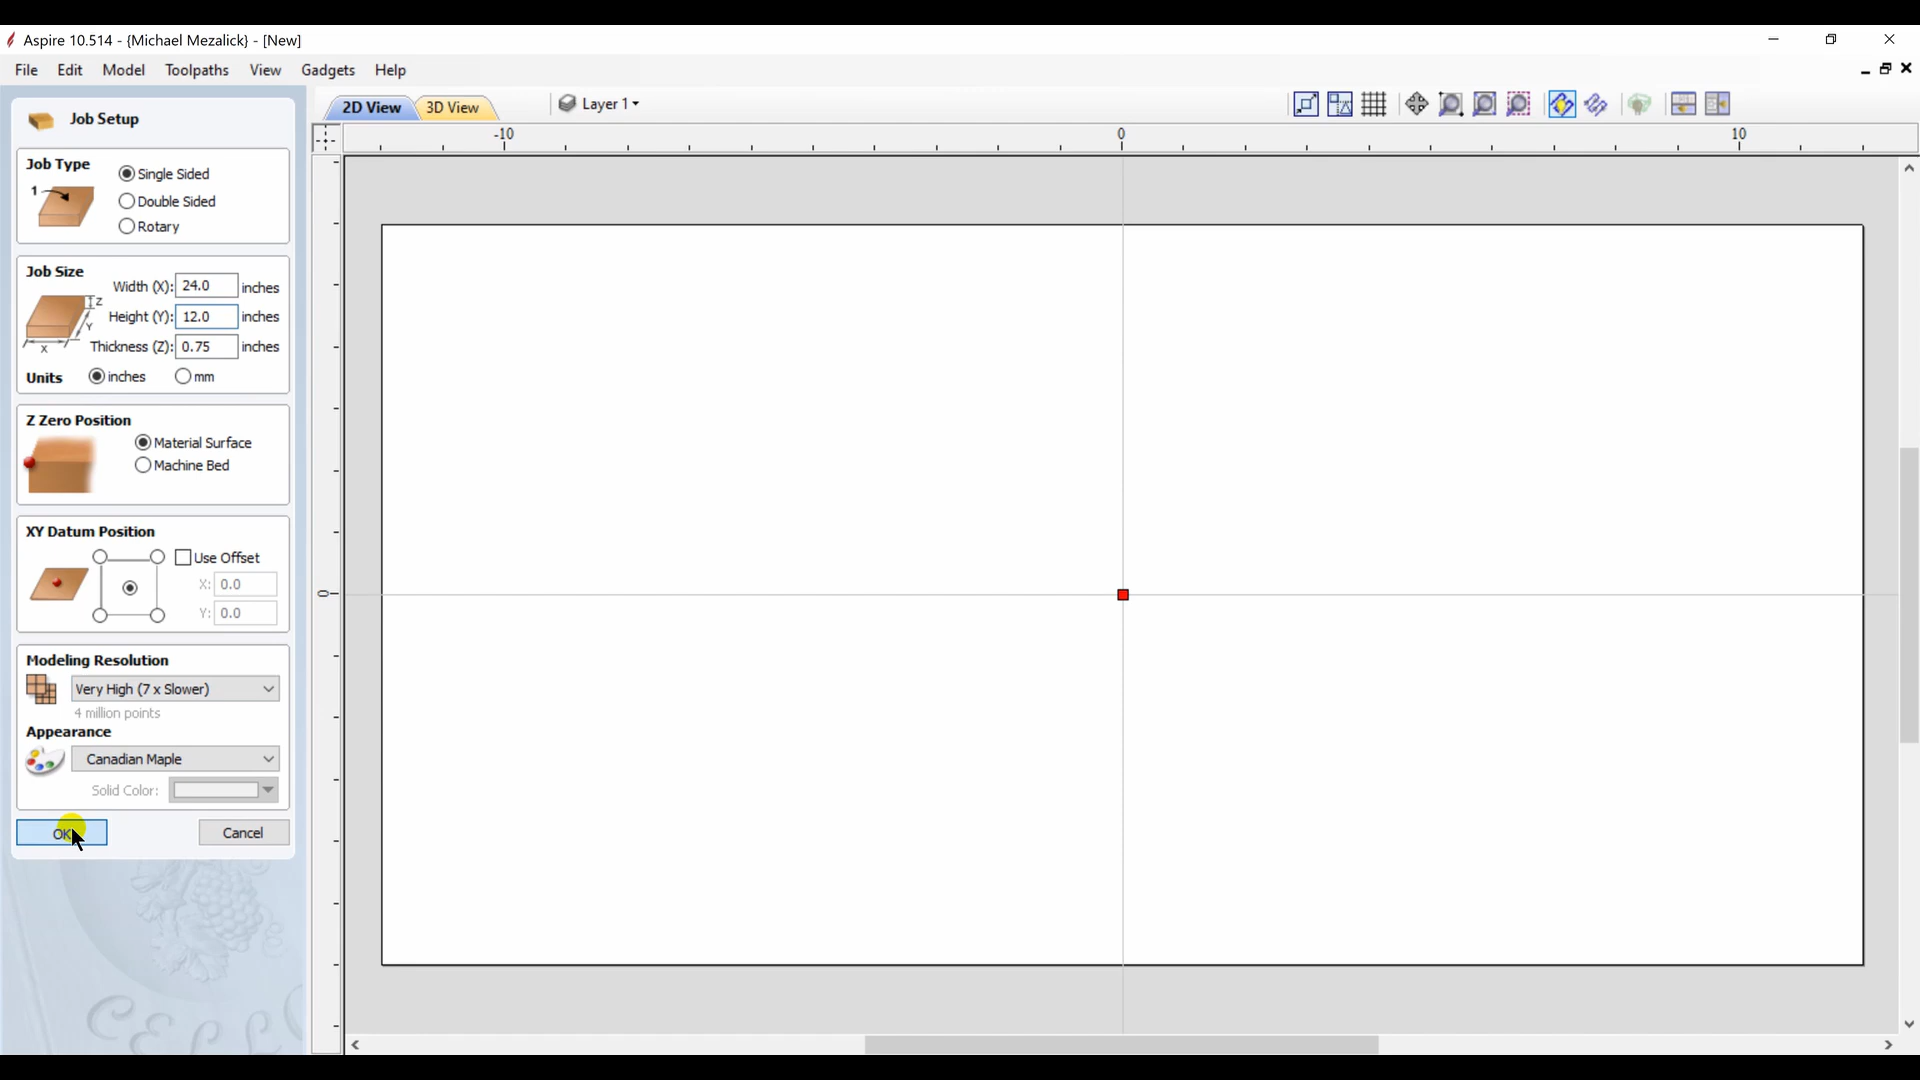 Aspire 10.514 - {Michael Mezalick} - [New]
File Edit Model Toolpaths View Gadgets Help
2D View 3D View Layer 1
-10 0 10
0
Job Setup
Job Type
1
Single Sided
Double Sided
Rotary
Job Size
Width (X): 24.0 inches
Height (Y): 12.0 inches
Thickness (Z): 0.75 inches
Z
Y
X
Units inches mm
Z Zero Position
Material Surface
Machine Bed
XY Datum Position
Use Offset
X: 0.0
Y: 0.0
Modeling Resolution
Very High (7 x Slower)
4 million points
Appearance
Canadian Maple
Solid Color:
OK Cancel